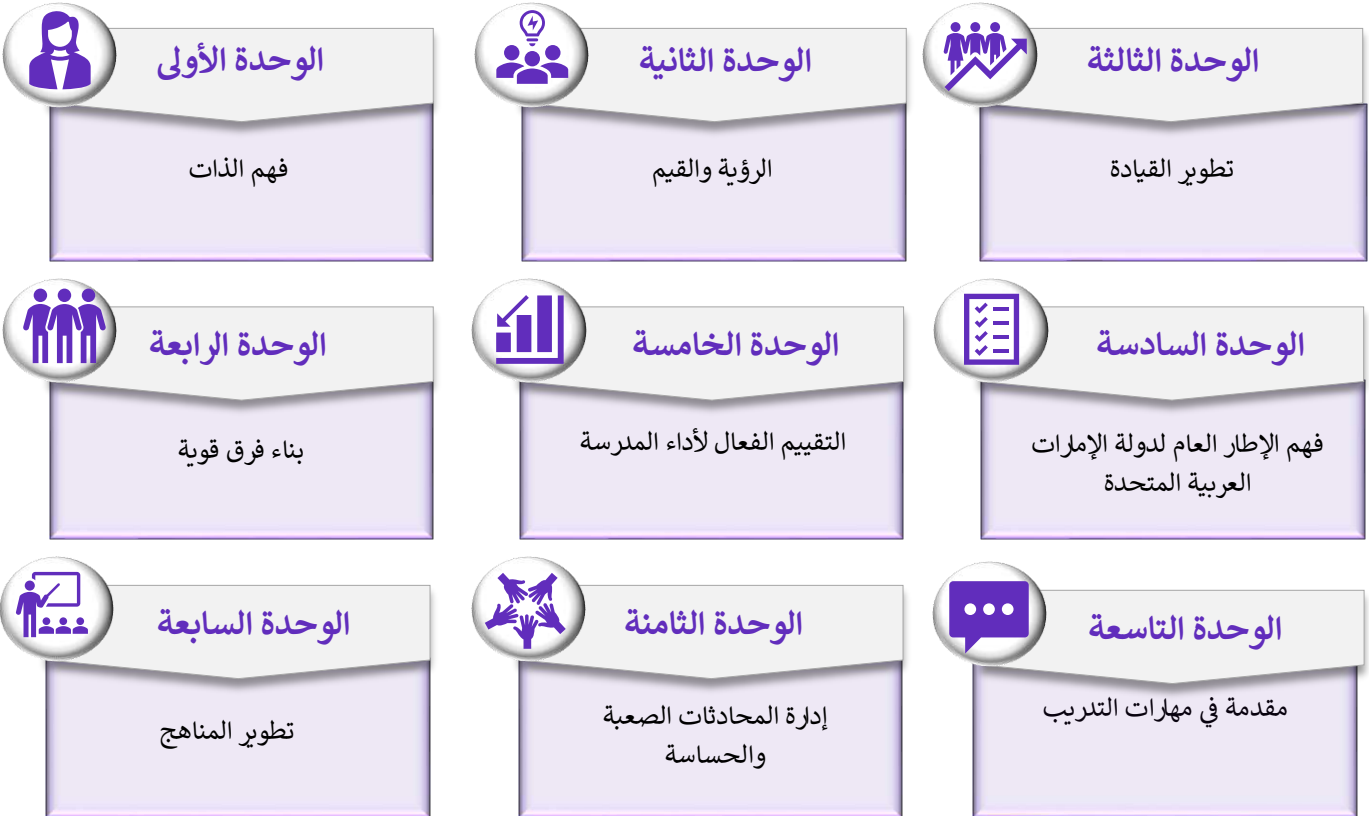 الوحدة الأولى
فهم الذات
الوحدة الثانية
الرؤية والقيم
الوحدة الثالثة
تطوير القيادة
الوحدة الرابعة
بناء فرق قوية
الوحدة الخامسة
التقييم الفعال لأداء المدرسة
الوحدة السادسة
فهم الإطار العام لدولة الإمارات
العربية المتحدة
الوحدة السابعة
تطوير المناهج
الوحدة الثامنة
إدارة المحادثات الصعبة
والحساسة
الوحدة التاسعة
مقدمة في مهارات التدريب